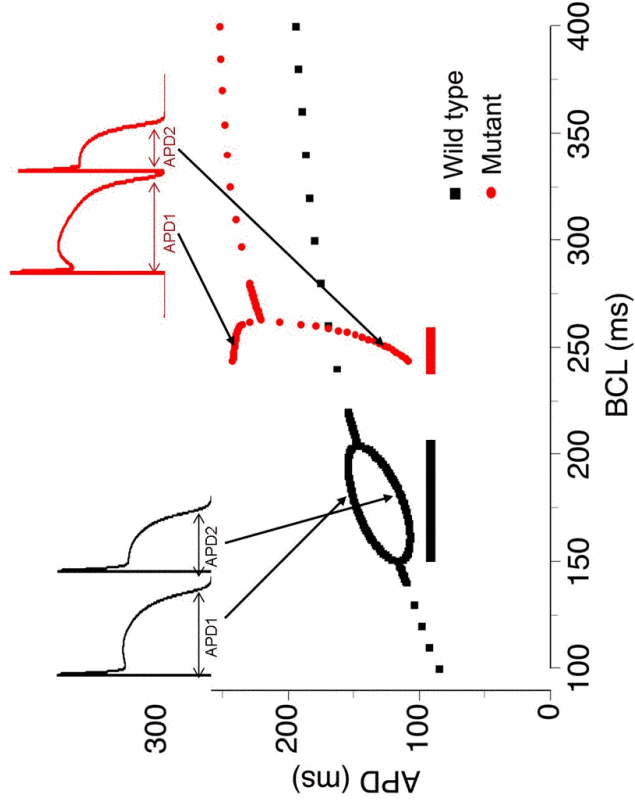 APD1
APD2
APD1
APD2
300
200
100
0
APD (ms)
Wild type
Mutant
100
150
200
250
300
350
400
BCL (ms)